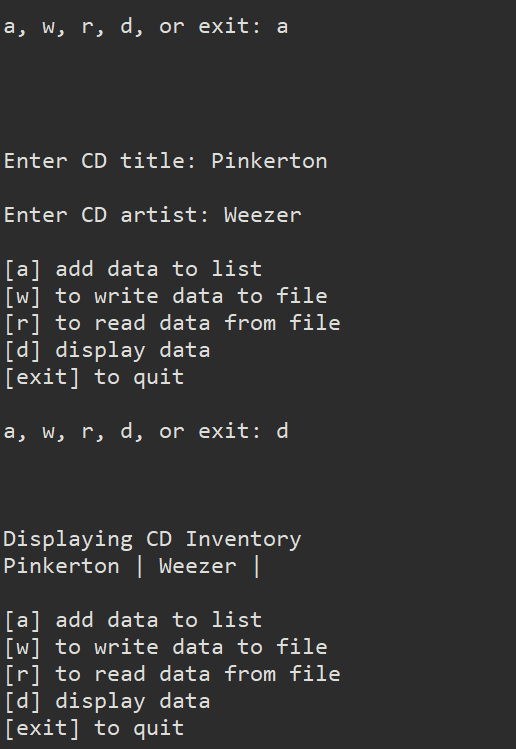 a, w, r, d, or exit: a
Enter CD title: Pinkerton
Enter CD artist: Weezer
[a] add data to list
[w] to write data to file
[r] to read data from file
[d] display data
[exit] to quit
a, w, r, d, or exit: d
Displaying CD Inventory
Pinkerton | Weezer |
[a] add data to list
[w] to write data to file
[r] to read data from file
[d] display data
[exit] to quit